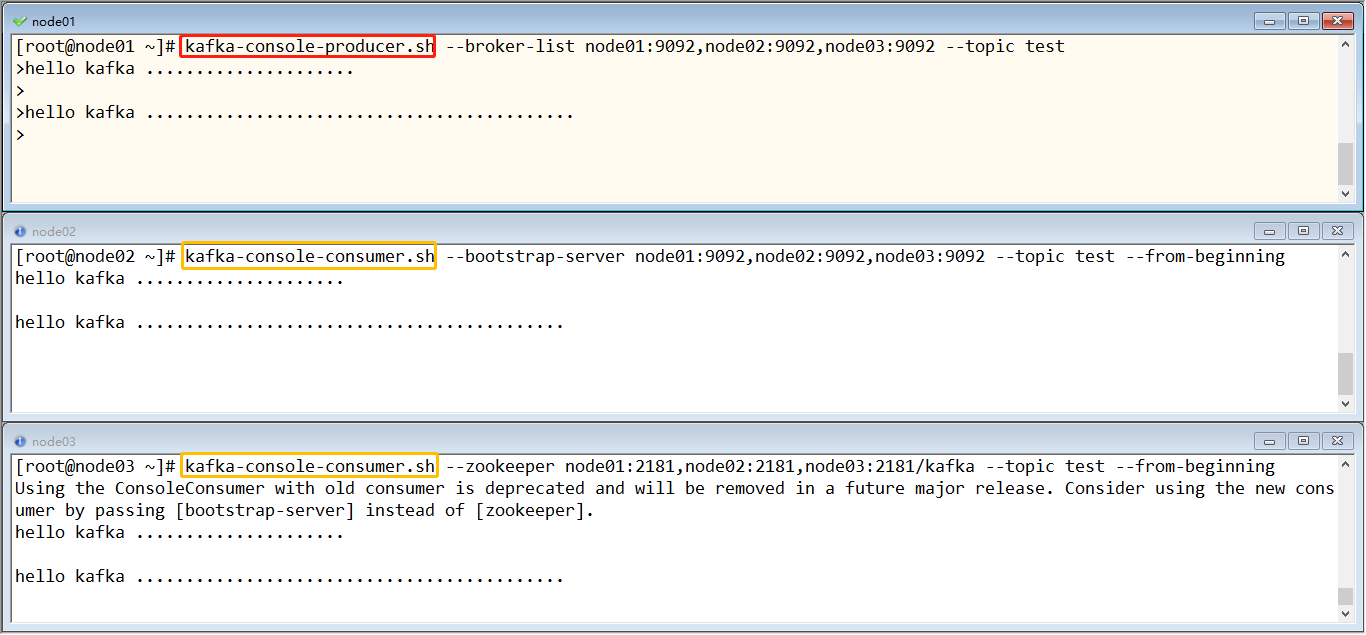 node01
[root@node01 ~]# kafka-console-producer.sh --broker-list node01:9092,node02:9092,node03:9092 --topic test
>hello kafka .....................
>
>hello kafka ...........................................
>
node02
[root@node02 ~]# kafka-console-consumer.sh --bootstrap-server node01:9092,node02:9092,node03:9092 --topic test --from-beginning
hello kafka .....................
hello kafka ...........................................
node03
[root@node03 ~]# kafka-console-consumer.sh --zookeeper node01:2181,node02:2181,node03:2181/kafka --topic test --from-beginning
Using the ConsoleConsumer with old consumer is deprecated and will be removed in a future major release. Consider using the new cons
umer by passing [bootstrap-server] instead of [zookeeper].
hello kafka .....................
hello kafka ...........................................